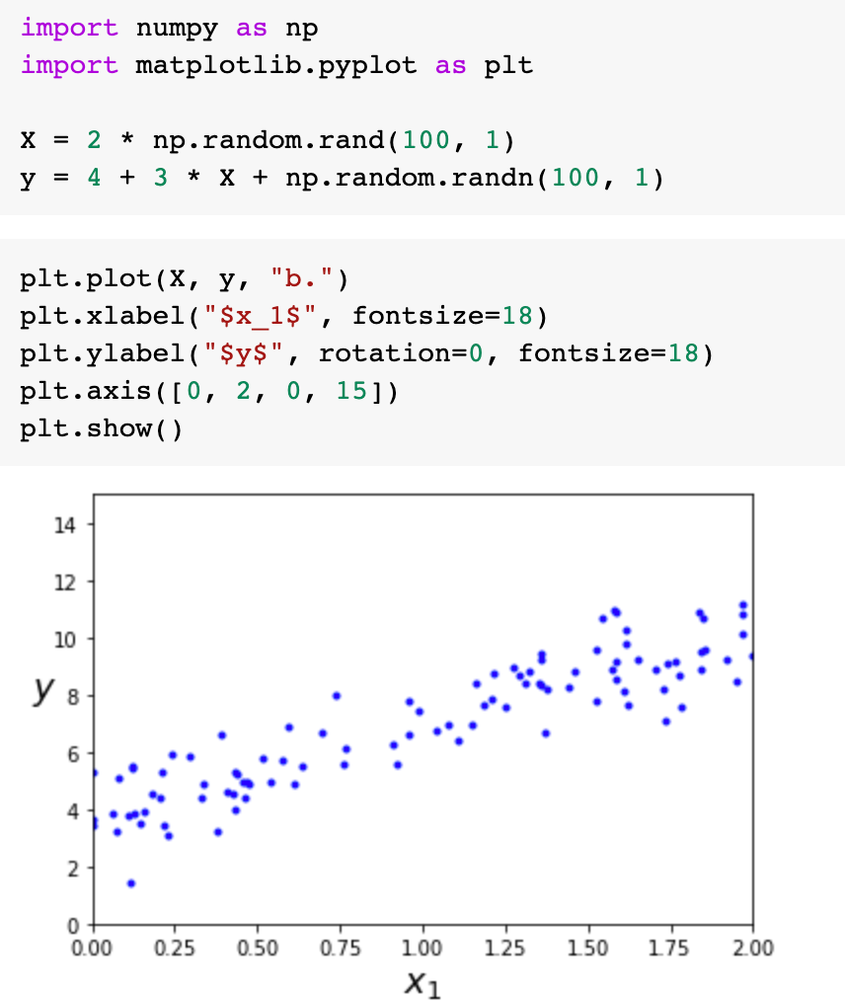 import numpy as np
import matplotlib.pyplot as plt
X = 2 * np.random.rand(100, 1)
y = 4 + 3 * X + np.random.randn(100, 1)
plt.plot(X, y, "b.")
plt.xlabel("$x_1$", fontsize=18)
plt.ylabel("$y$", rotation=0, fontsize=18)
plt.axis([0, 2, 0, 15])
plt.show()
14
12
10
y
8
6
4
2
0
0.00 0.25 0.50 0.75 1.00 1.25 1.50 1.75 2.00
x₁